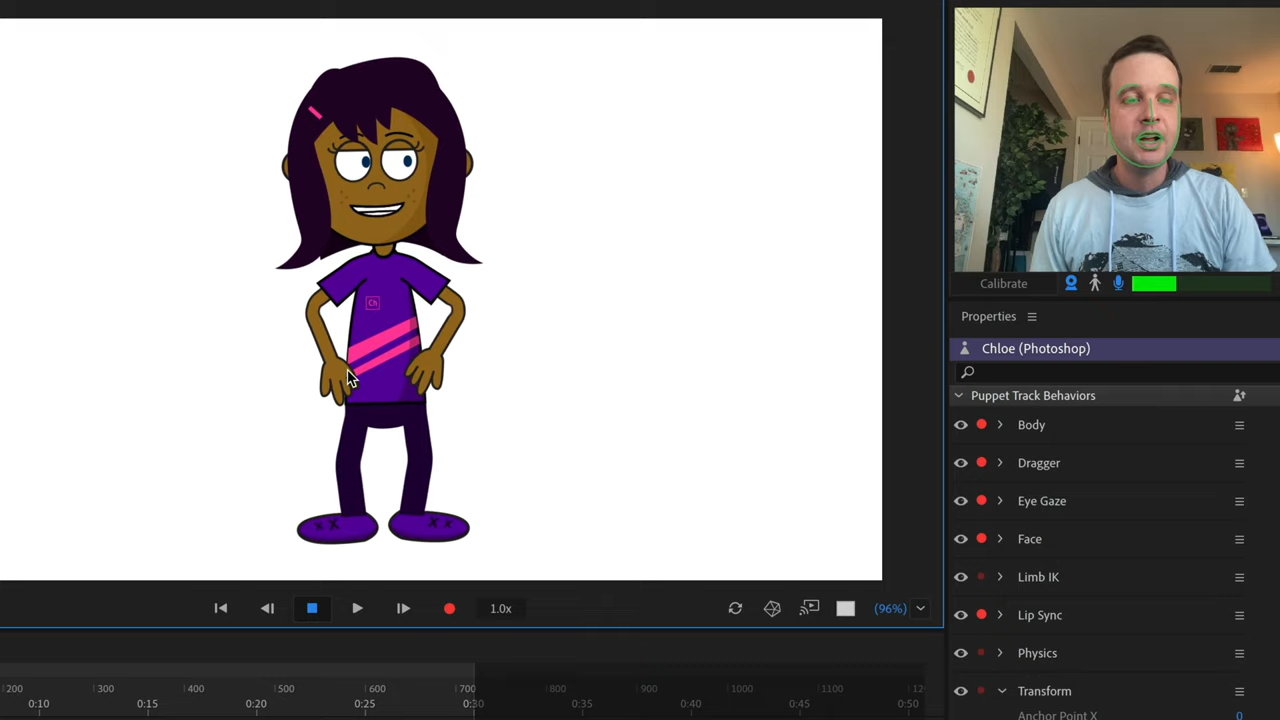 Ch
Calibrate
Properties
Chloe (Photoshop)
Puppet Track Behaviors
Body
Dragger
Eye Gaze
Face
Limb IK
Lip Sync
Physics
Transform
Anchor Point X 0
1.0x
(96%)
200 300 400 500 600 700 800 900 1000 1100 12
0:10 0:15 0:20 0:25 0:30 0:35 0:40 0:45 0:50